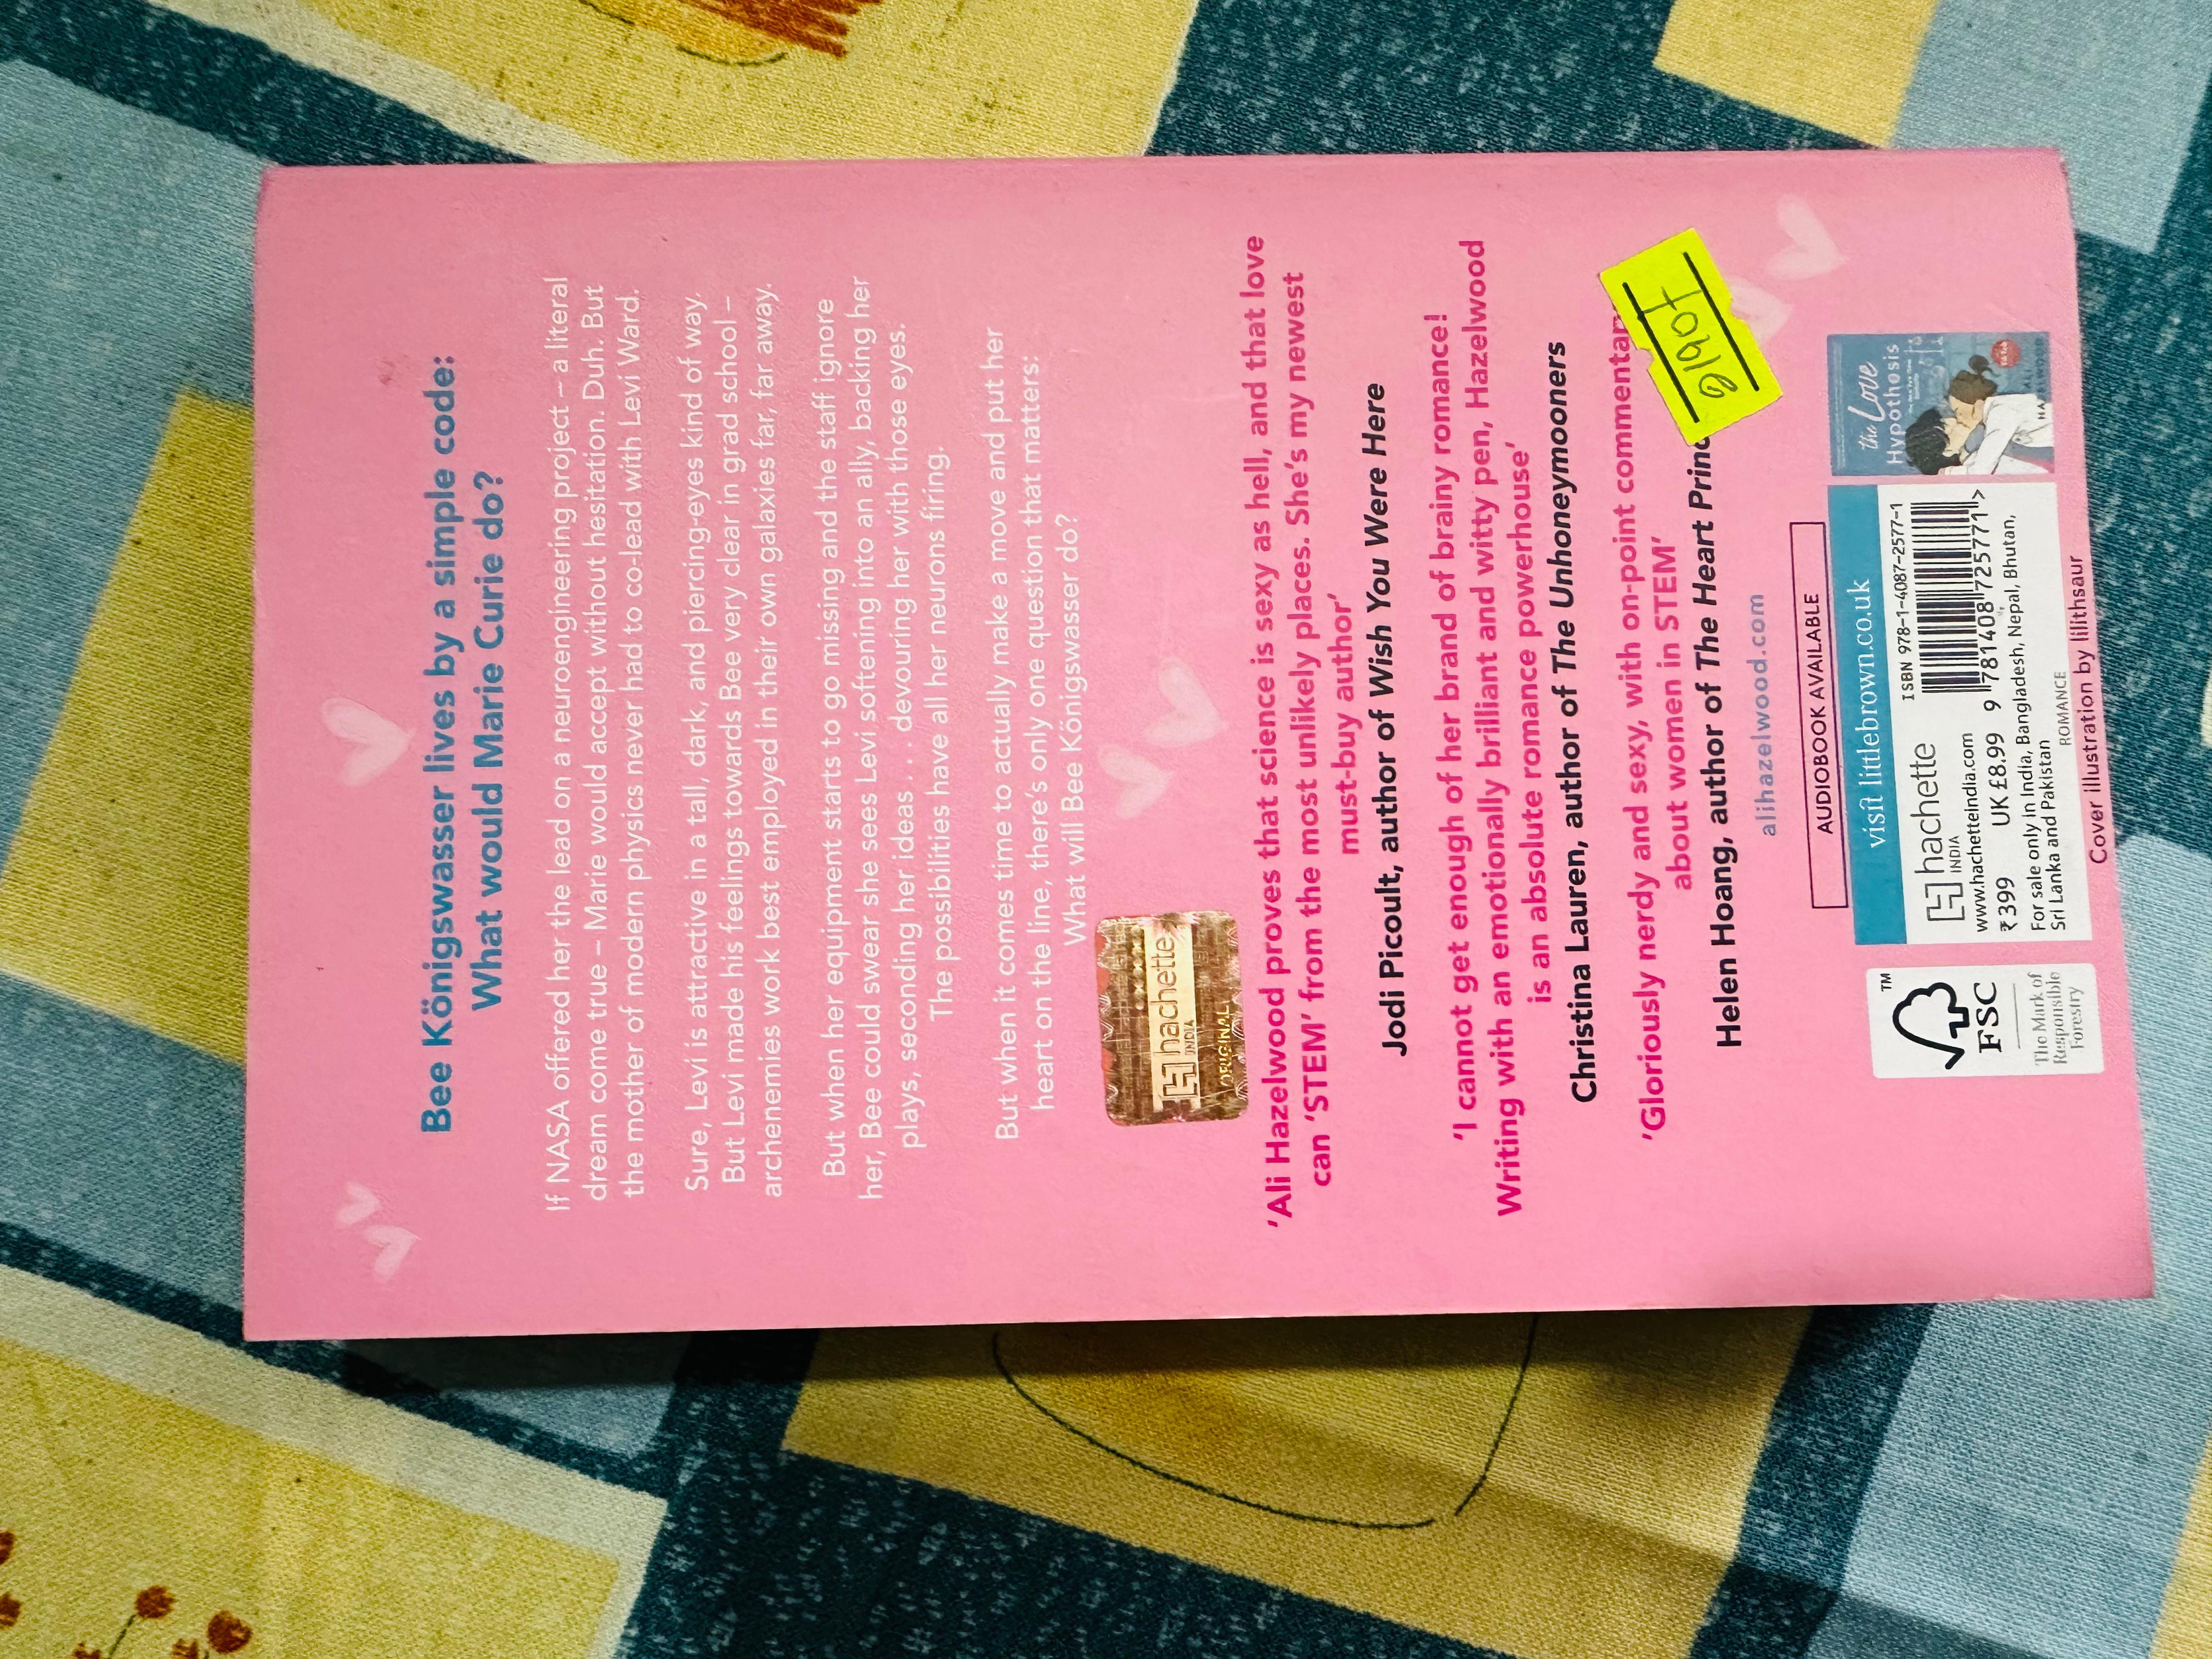 Bee Königswasser lives by a simple code:
What would Marie Curie do?
If NASA offered her the lead on a neuroengineering project – a literal
dream come true – Marie would accept without hesitation. Duh. But
the mother of modern physics never had to co-lead with Levi Ward.
Sure, Levi is attractive in a tall, dark, and piercing-eyes kind of way.
But Levi made his feelings towards Bee very clear in grad school –
archenemies work best employed in their own galaxies far, far away.
But when her equipment starts to go missing and the staff ignore
her, Bee could swear she sees Levi softening into an ally, backing her
plays, seconding her ideas . . . devouring her with those eyes.
The possibilities have all her neurons firing.
But when it comes time to actually make a move and put her
heart on the line, there's only one question that matters:
What will Bee Königswasser do?
hachette
INDIA
ORIGINAL
'Ali Hazelwood proves that science is sexy as hell, and that love
can 'STEM' from the most unlikely places. She's my newest
must-buy author'
Jodi Picoult, author of Wish You Were Here
'I cannot get enough of her brand of brainy romance!
Writing with an emotionally brilliant and witty pen, Hazelwood
is an absolute romance powerhouse'
Christina Lauren, author of The Unhoneymooners
'Gloriously nerdy and sexy, with on-point commentar
about women in STEM'
Helen Hoang, author of The Heart Princ
alihazelwood.com
AUDIOBOOK AVAILABLE
visit littlebrown.co.uk
ISBN 978-1-4087-2577-1
hachette
INDIA
www.hachetteindia.com
₹399 UK £8.99
9 781408 725771 >
For sale only in India, Bangladesh, Nepal, Bhutan,
Sri Lanka and Pakistan
ROMANCE
Cover illustration by lilithsaur
TM
FSC
The Mark of
Responsible
Forestry
the Love
Hypothesis
TikTok
ALI
HAZELWOOD